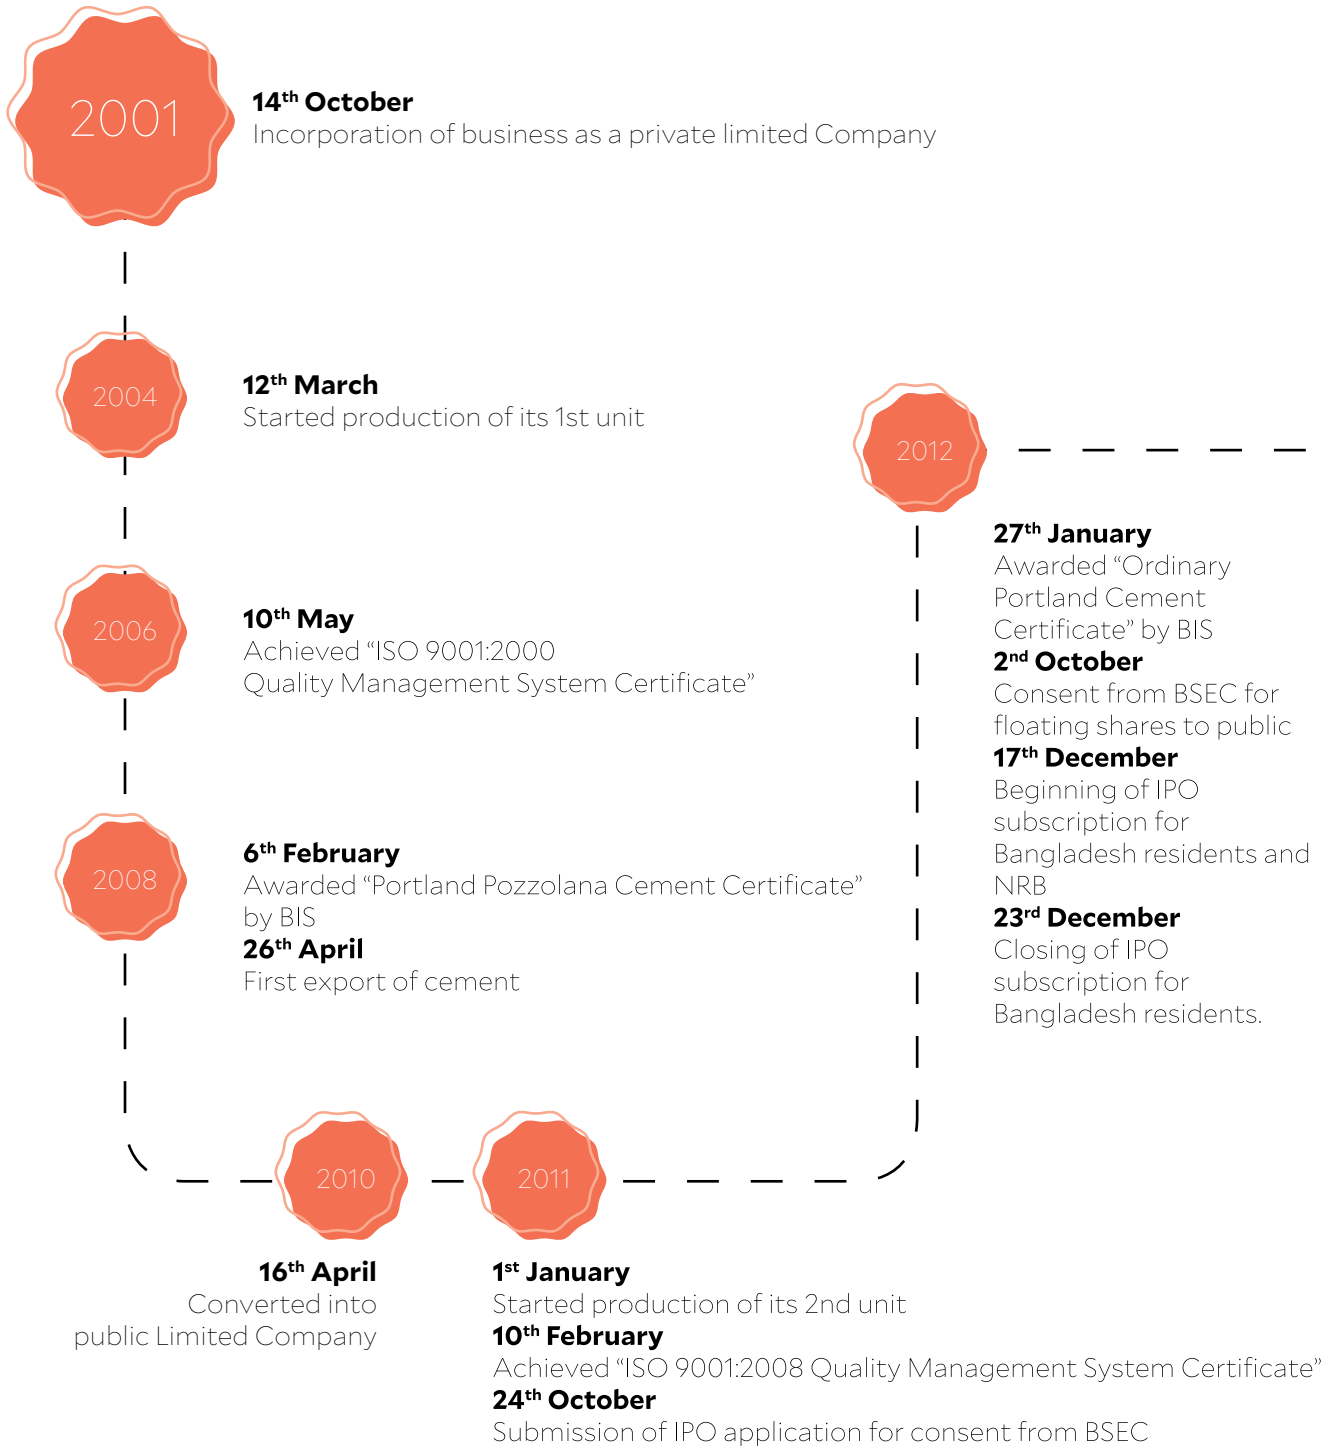 2001
14th October
Incorporation of business as a private limited Company
2004
12th March
Started production of its 1st unit
2006
10th May
Achieved “ISO 9001:2000
Quality Management System Certificate”
2008
6th February
Awarded “Portland Pozzolana Cement Certificate”
by BIS
26th April
First export of cement
2010
16th April
Converted into
public Limited Company
2011
1st January
Started production of its 2nd unit
10th February
Achieved “ISO 9001:2008 Quality Management System Certificate”
24th October
Submission of IPO application for consent from BSEC
2012
27th January
Awarded “Ordinary
Portland Cement
Certificate” by BIS
2nd October
Consent from BSEC for
floating shares to public
17th December
Beginning of IPO
subscription for
Bangladesh residents and
NRB
23rd December
Closing of IPO
subscription for
Bangladesh residents.